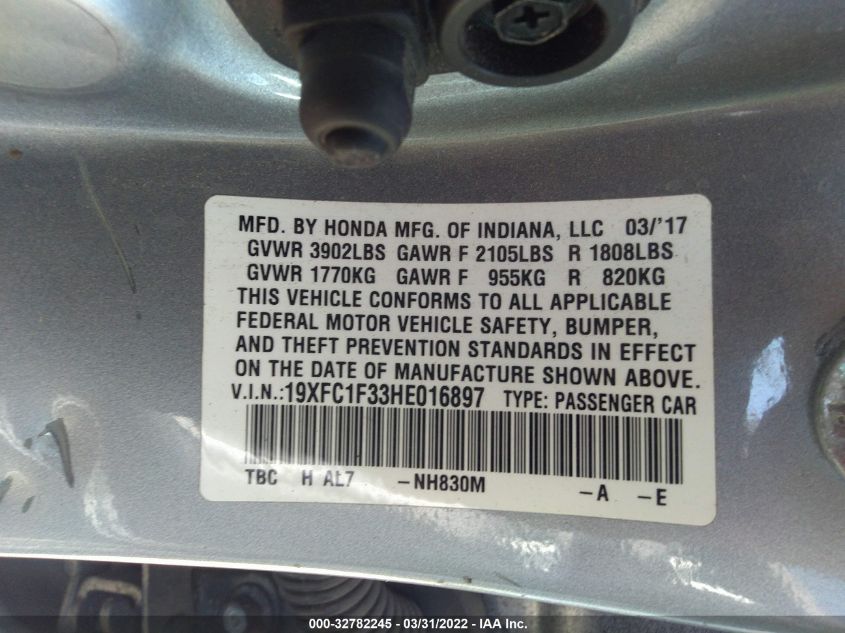 MFD. BY HONDA MFG. OF INDIANA, LLC 03/'17
GVWR 3902LBS GAWR F 2105LBS R 1808LBS
GVWR 1770KG GAWR F 955KG R 820KG
THIS VEHICLE CONFORMS TO ALL APPLICABLE
FEDERAL MOTOR VEHICLE SAFETY, BUMPER,
AND THEFT PREVENTION STANDARDS IN EFFECT
ON THE DATE OF MANUFACTURE SHOWN ABOVE.
V.I.N.:19XFC1F33HE016897 TYPE: PASSENGER CAR
TBC H AL7 -NH830M -A -E
000-32782245 - 03/31/2022 - IAA Inc.